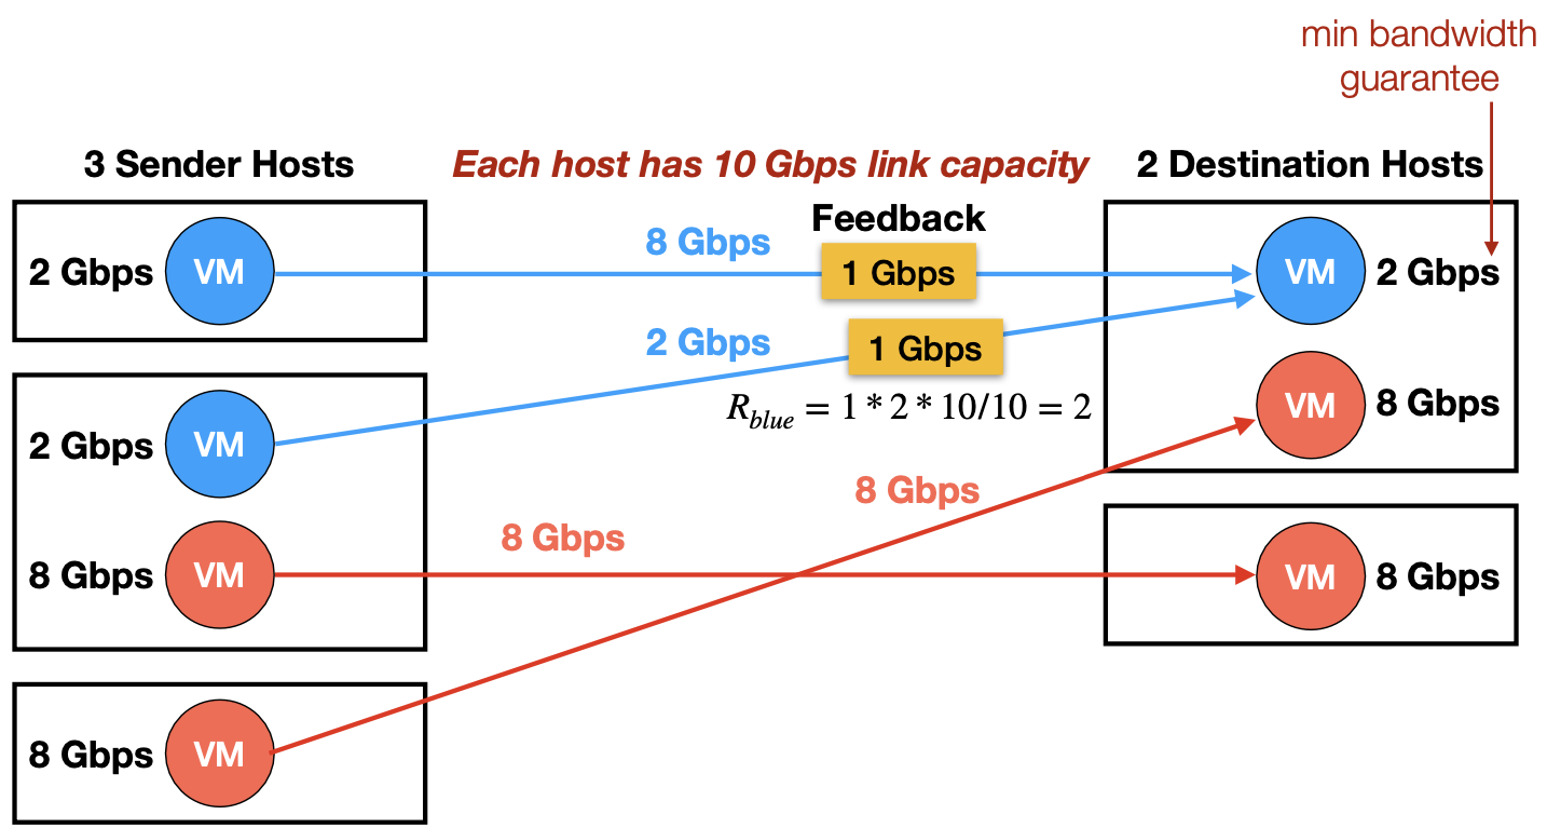 min bandwidth
guarantee
3 Sender Hosts
Each host has 10 Gbps link capacity
2 Destination Hosts
Feedback
8 Gbps
2 Gbps
VM
1 Gbps
VM
2 Gbps
2 Gbps
1 Gbps
R_blue = 1 * 2 * 10/10 = 2
VM
8 Gbps
2 Gbps
VM
8 Gbps
8 Gbps
8 Gbps
VM
VM
8 Gbps
8 Gbps
VM